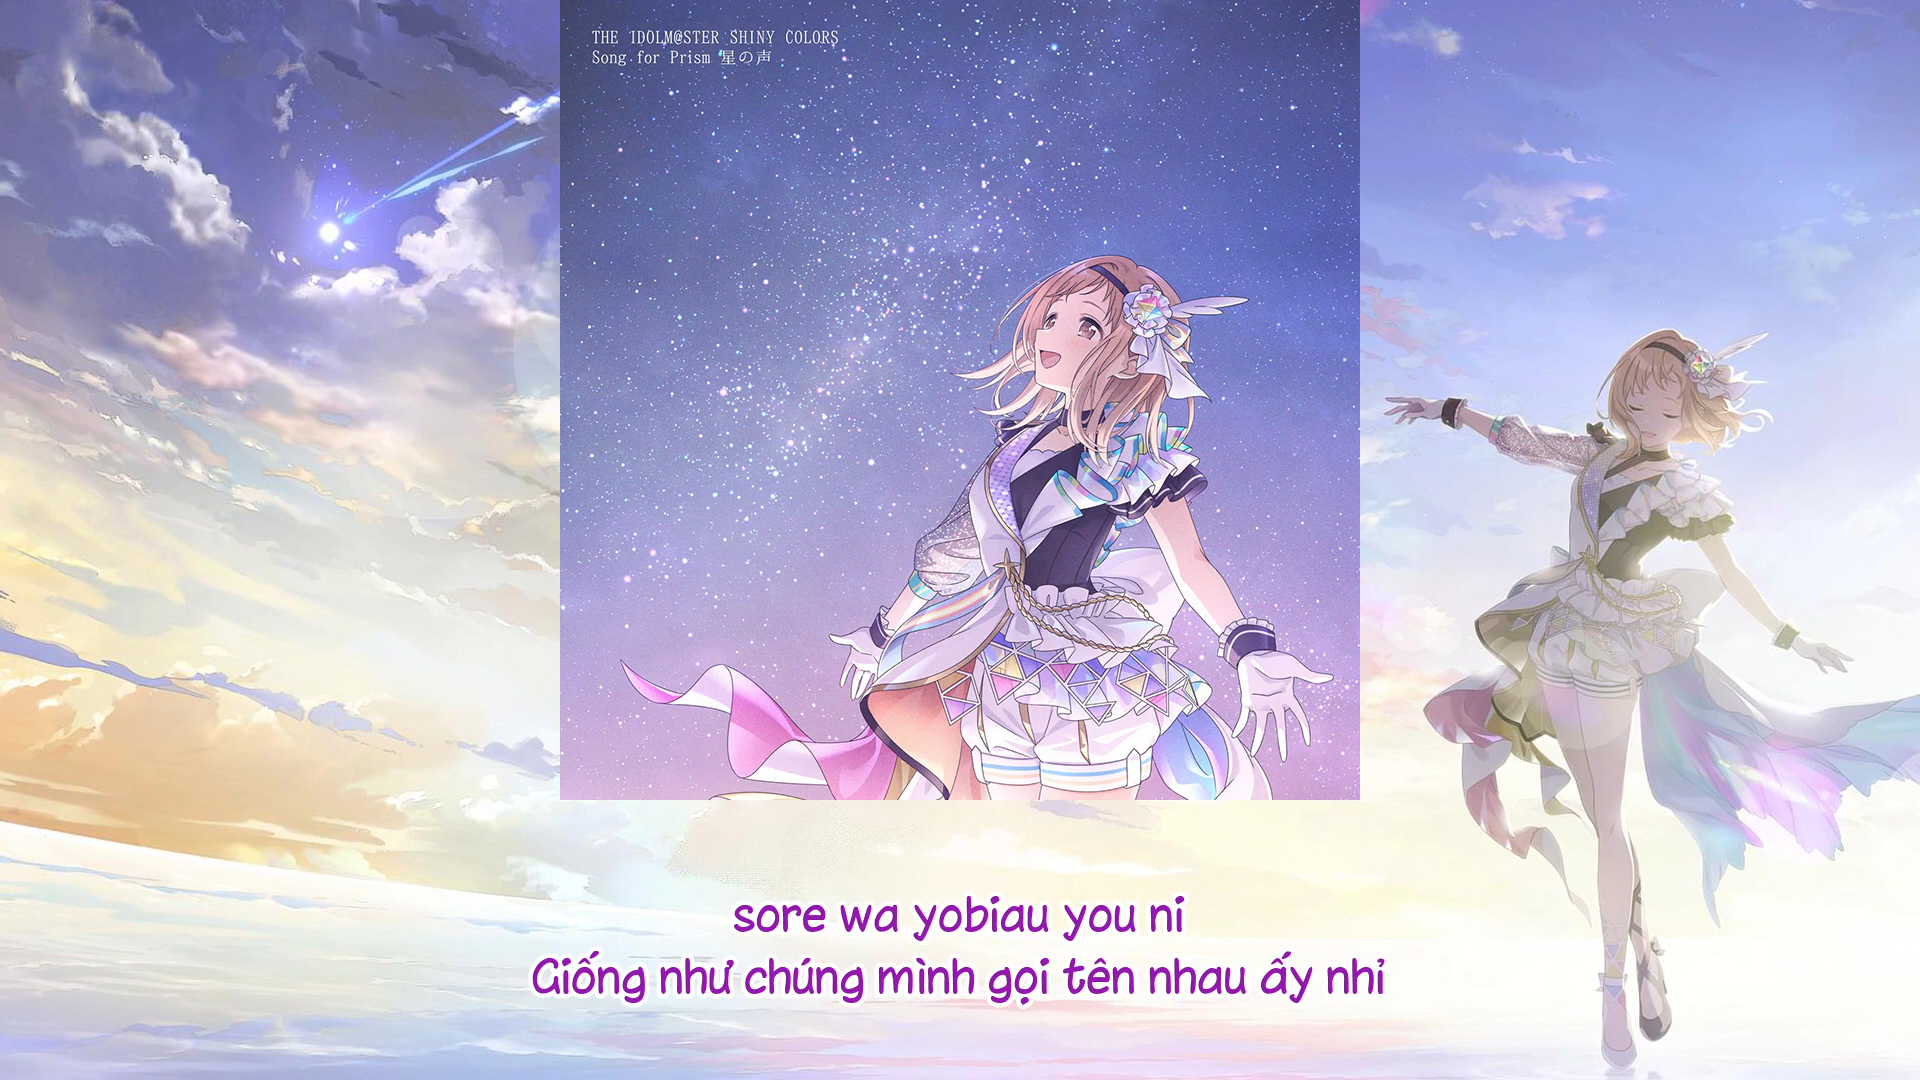 THE IDOLM@STER SHINY COLORS
Song for Prism 星の声
sore wa yobiau you ni
Giống như chúng mình gọi tên nhau ấy nhỉ